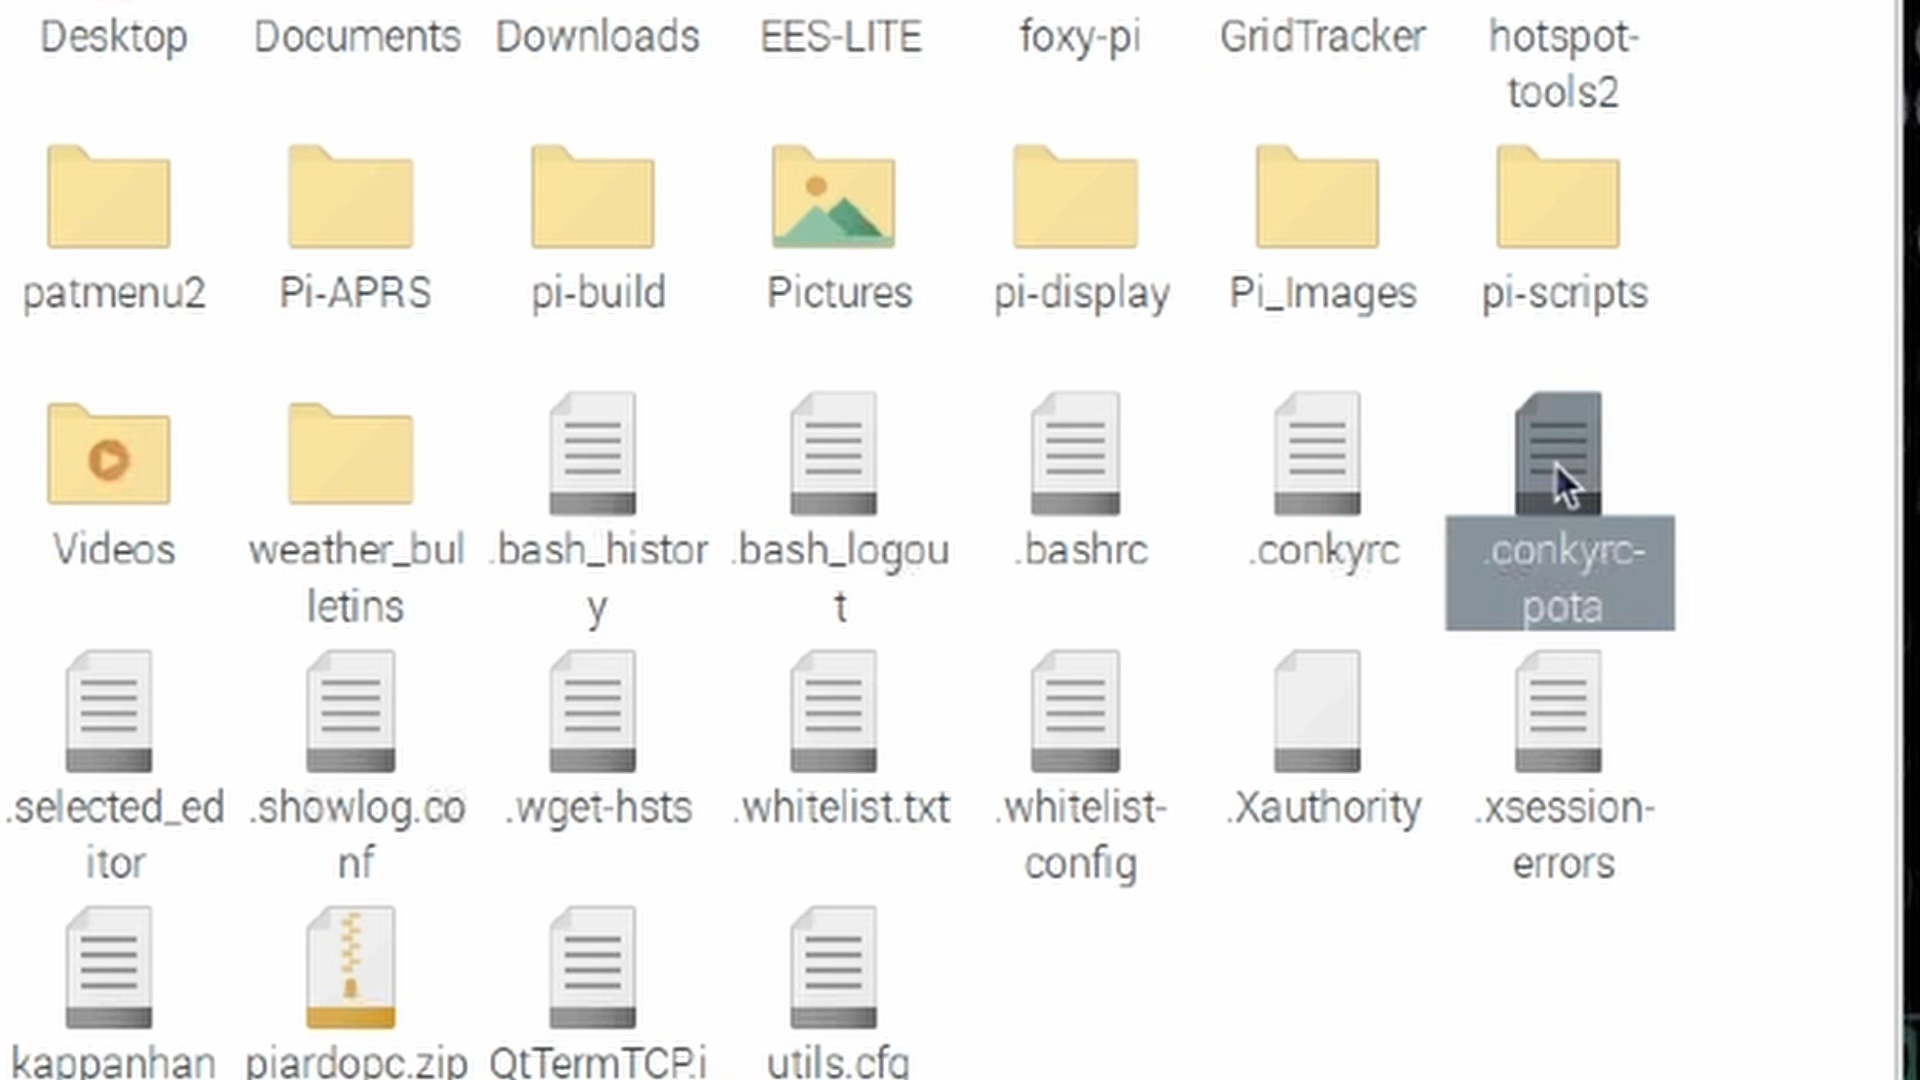 Desktop Documents Downloads EES-LITE foxy-pi GridTracker hotspot-
tools2
patmenu2 Pi-APRS pi-build Pictures pi-display Pi_Images pi-scripts
Videos weather_bul .bash_histor .bash_logou .bashrc .conkyrc .conkyrc-
letins y t pota
.selected_ed .showlog.co .wget-hsts .whitelist.txt .whitelist- .Xauthority .xsession-
itor nf config errors
kappanhan piardopc.zip QtTermTCP.i utils.cfg